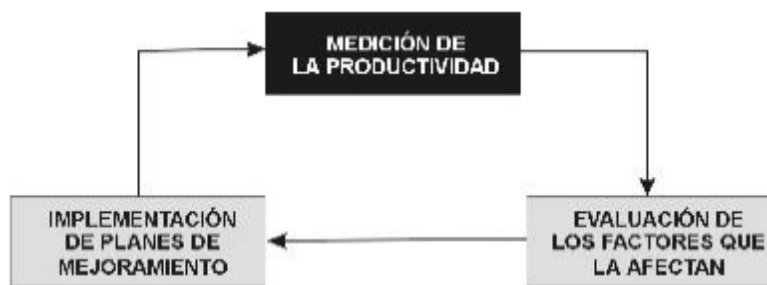 MEDICIÓN DE
LA PRODUCTIVIDAD
IMPLEMENTACIÓN
DE PLANES DE
MEJORAMIENTO
EVALUACIÓN DE
LOS FACTORES QUE
LA AFECTAN